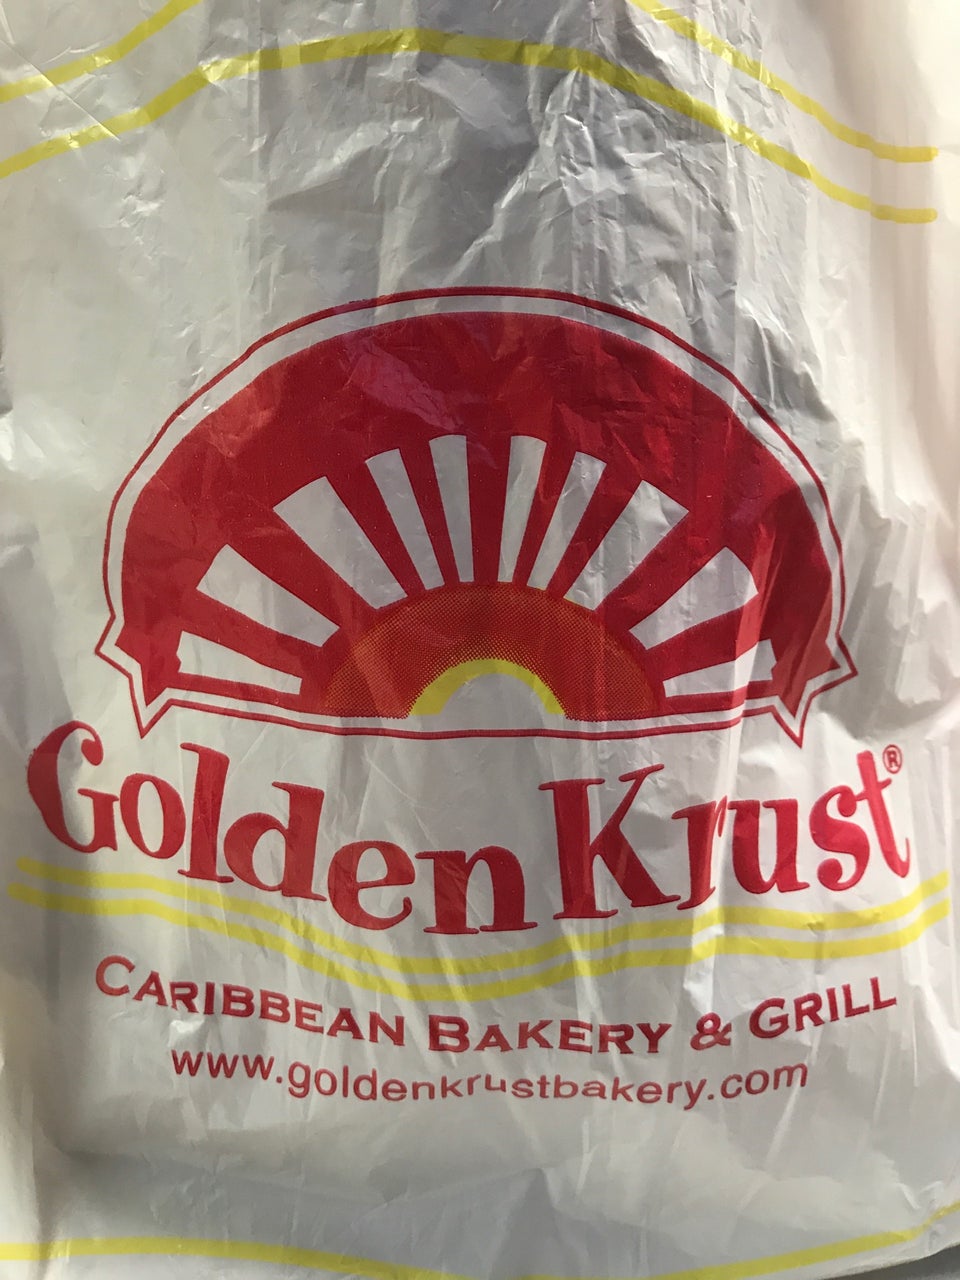 Golden Krust®
CARIBBEAN BAKERY & GRILL
www.goldenkrustbakery.com